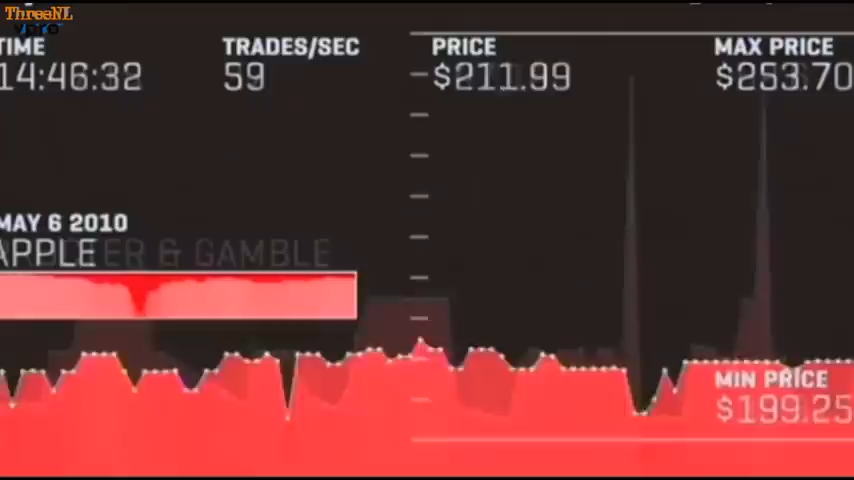 ThreeNL
vpro
TIME
14:46:32
TRADES/SEC
59
PRICE
$211.99
MAX PRICE
$253.70
MAY 6 2010
APPLE
ER & GAMBLE
MIN PRICE
$199.25